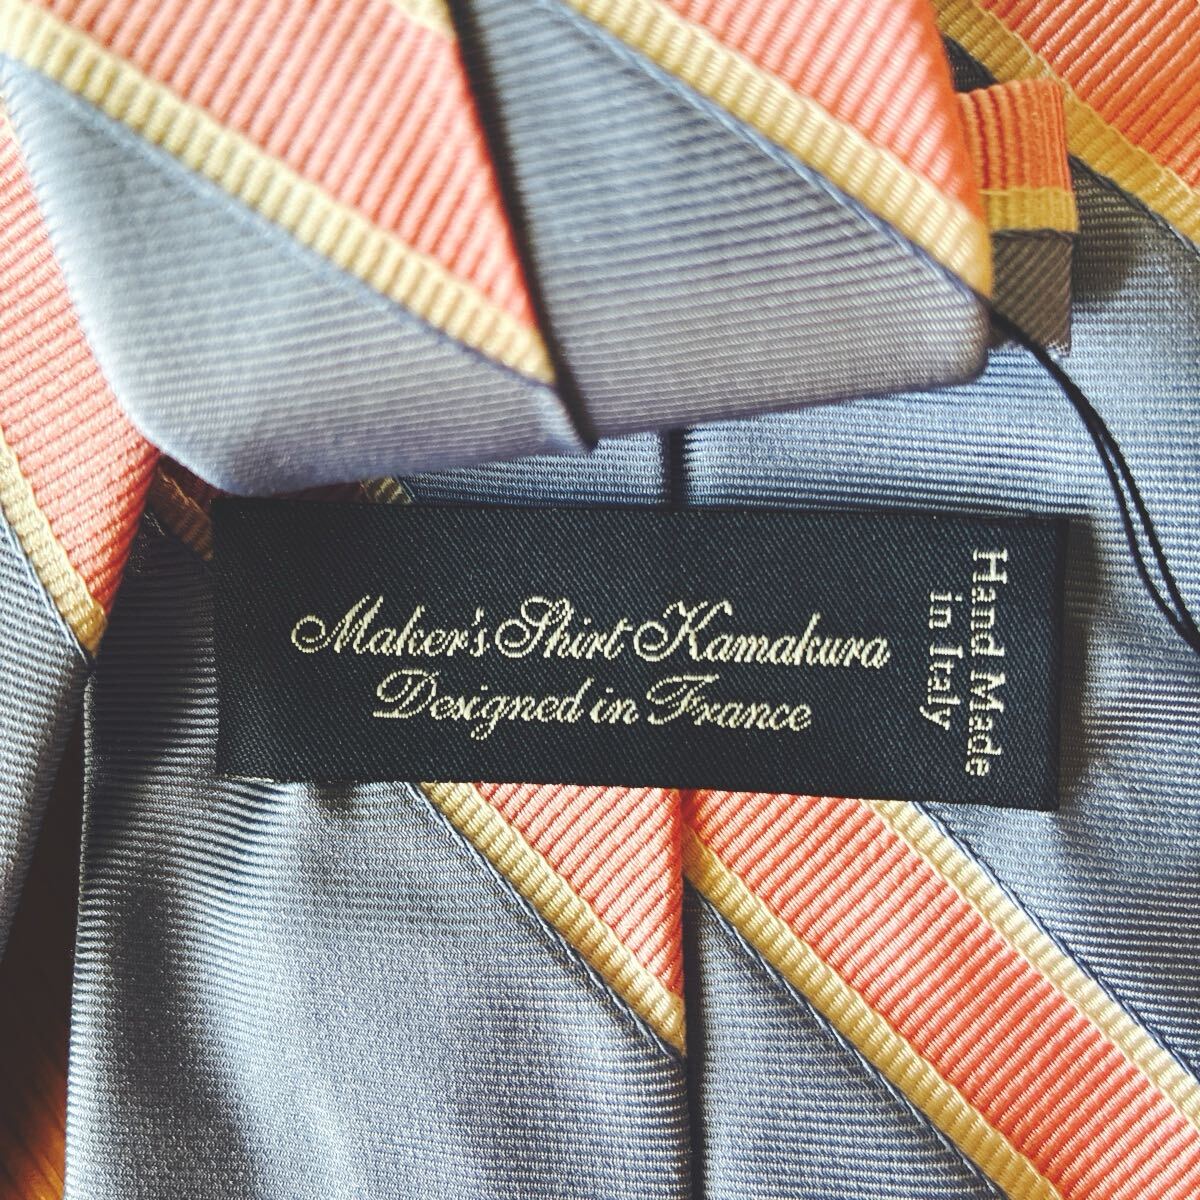 Maker's Shirt Kamakura
Designed in France
Hand Made
in Italy